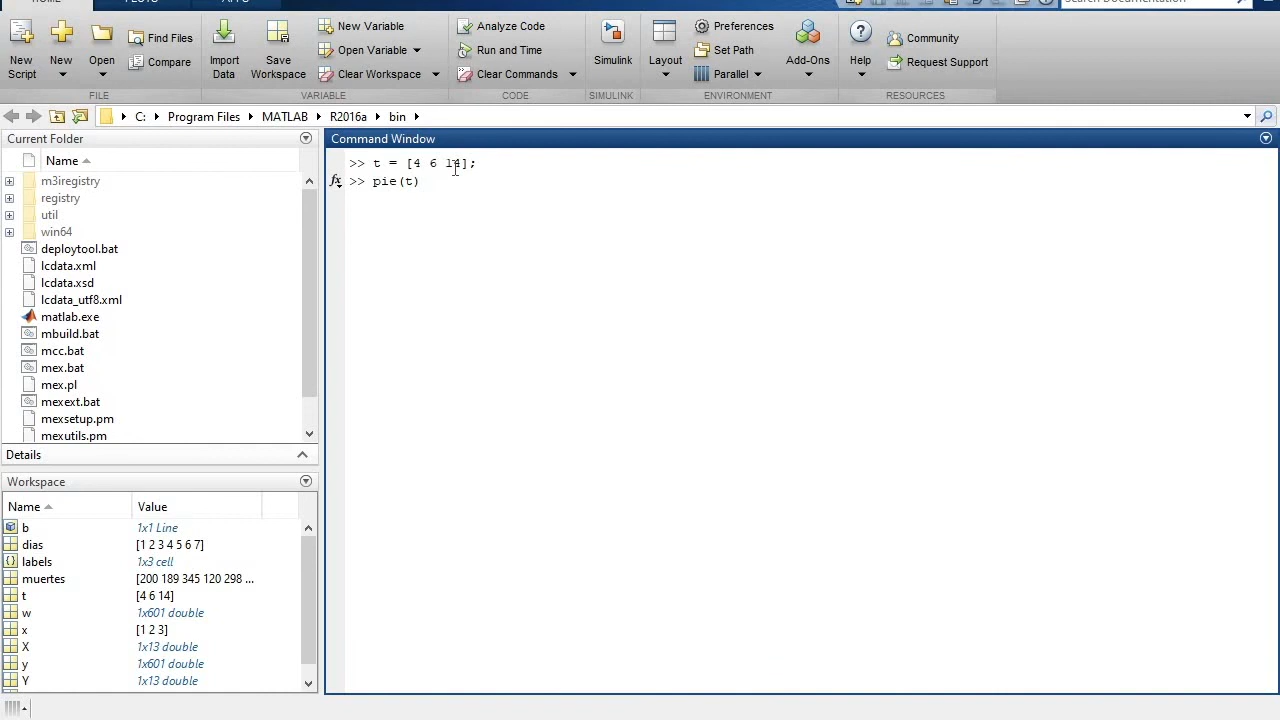 HOME PLOTS APPS
Search Documentation
New Script
New
Open
Find Files
Compare
FILE
Import Data
Save Workspace
New Variable
Open Variable
Clear Workspace
VARIABLE
Analyze Code
Run and Time
Clear Commands
CODE
Simulink
SIMULINK
Layout
Preferences
Set Path
Parallel
Add-Ons
ENVIRONMENT
Help
Community
Request Support
RESOURCES
C: Program Files MATLAB R2016a bin
Current Folder
Name
m3iregistry
registry
util
win64
deploytool.bat
lcdata.xml
lcdata.xsd
lcdata_utf8.xml
matlab.exe
mbuild.bat
mcc.bat
mex.bat
mex.pl
mexext.bat
mexsetup.pm
mexutils.pm
Details
Workspace
Name Value
b 1x1 Line
dias [1 2 3 4 5 6 7]
labels 1x3 cell
muertes [200 189 345 120 298 ...
t [4 6 14]
w 1x601 double
x [1 2 3]
X 1x13 double
y 1x601 double
Y 1x13 double
Command Window
>> t = [4 6 14];
fx >> pie(t)